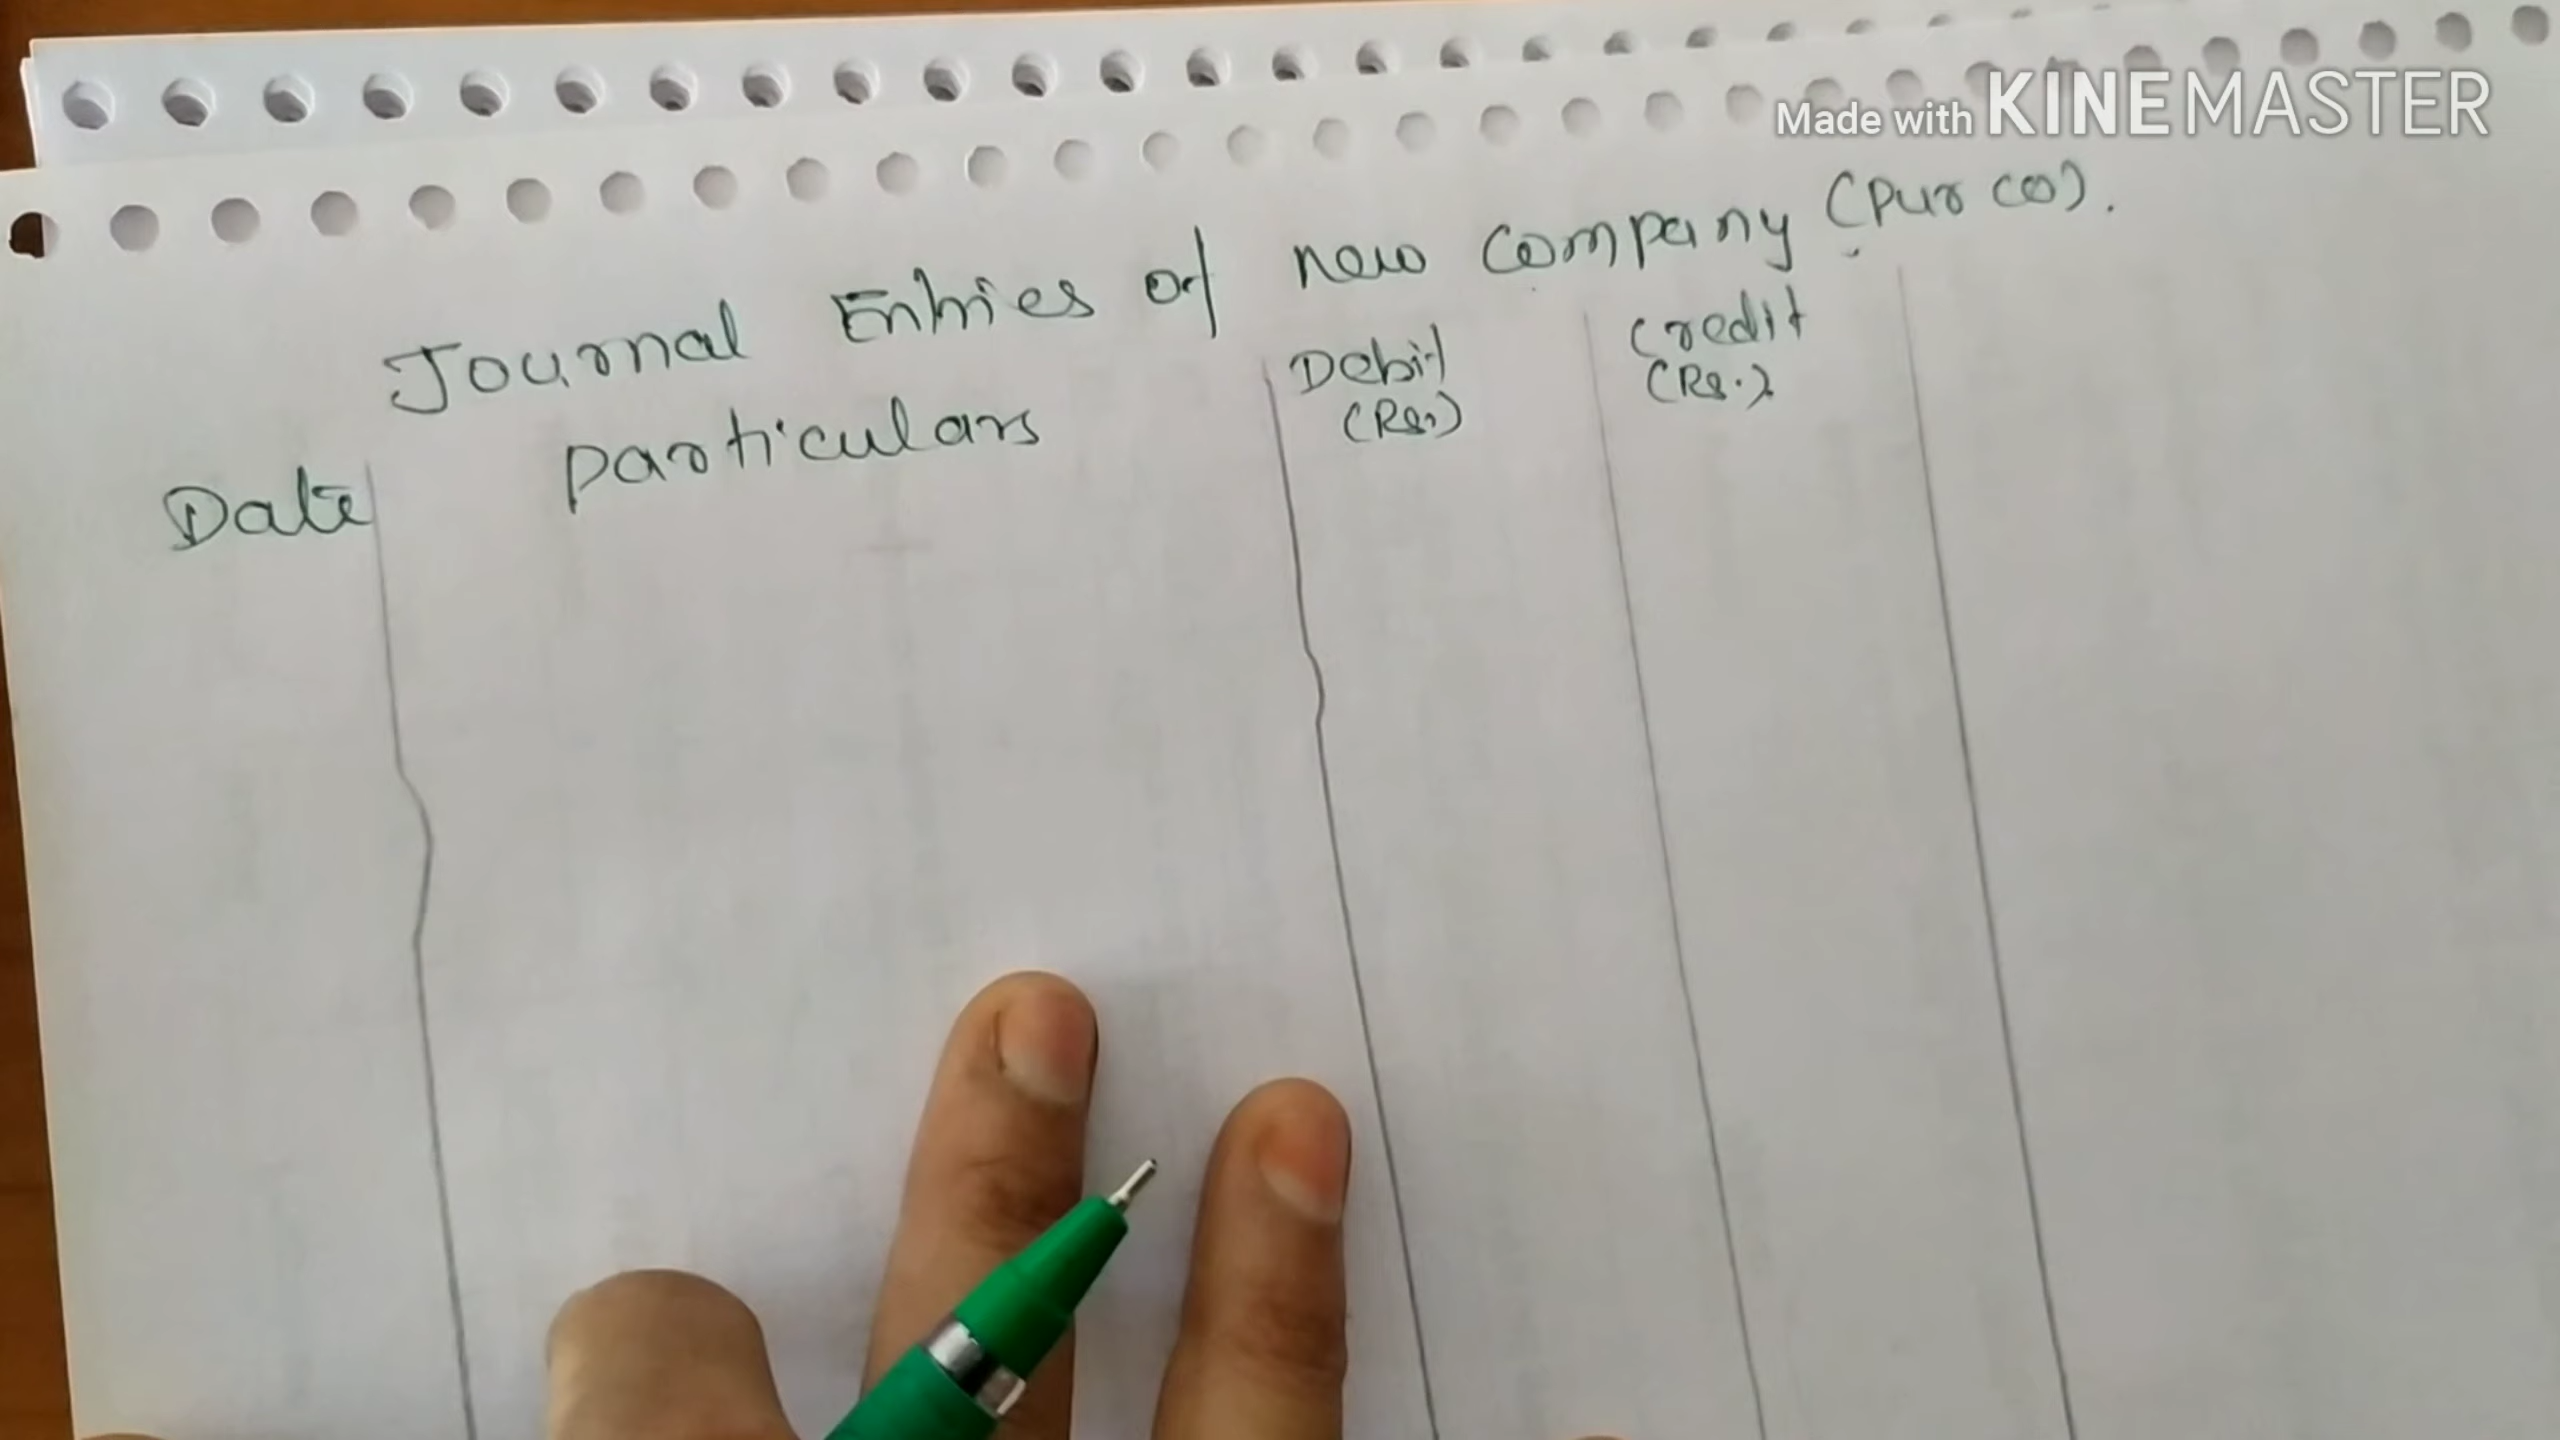 Made with KINEMASTER
Journal Entries of new company (Pur co).
Date particulars Debit Credit
(Rs.) (Rs.)